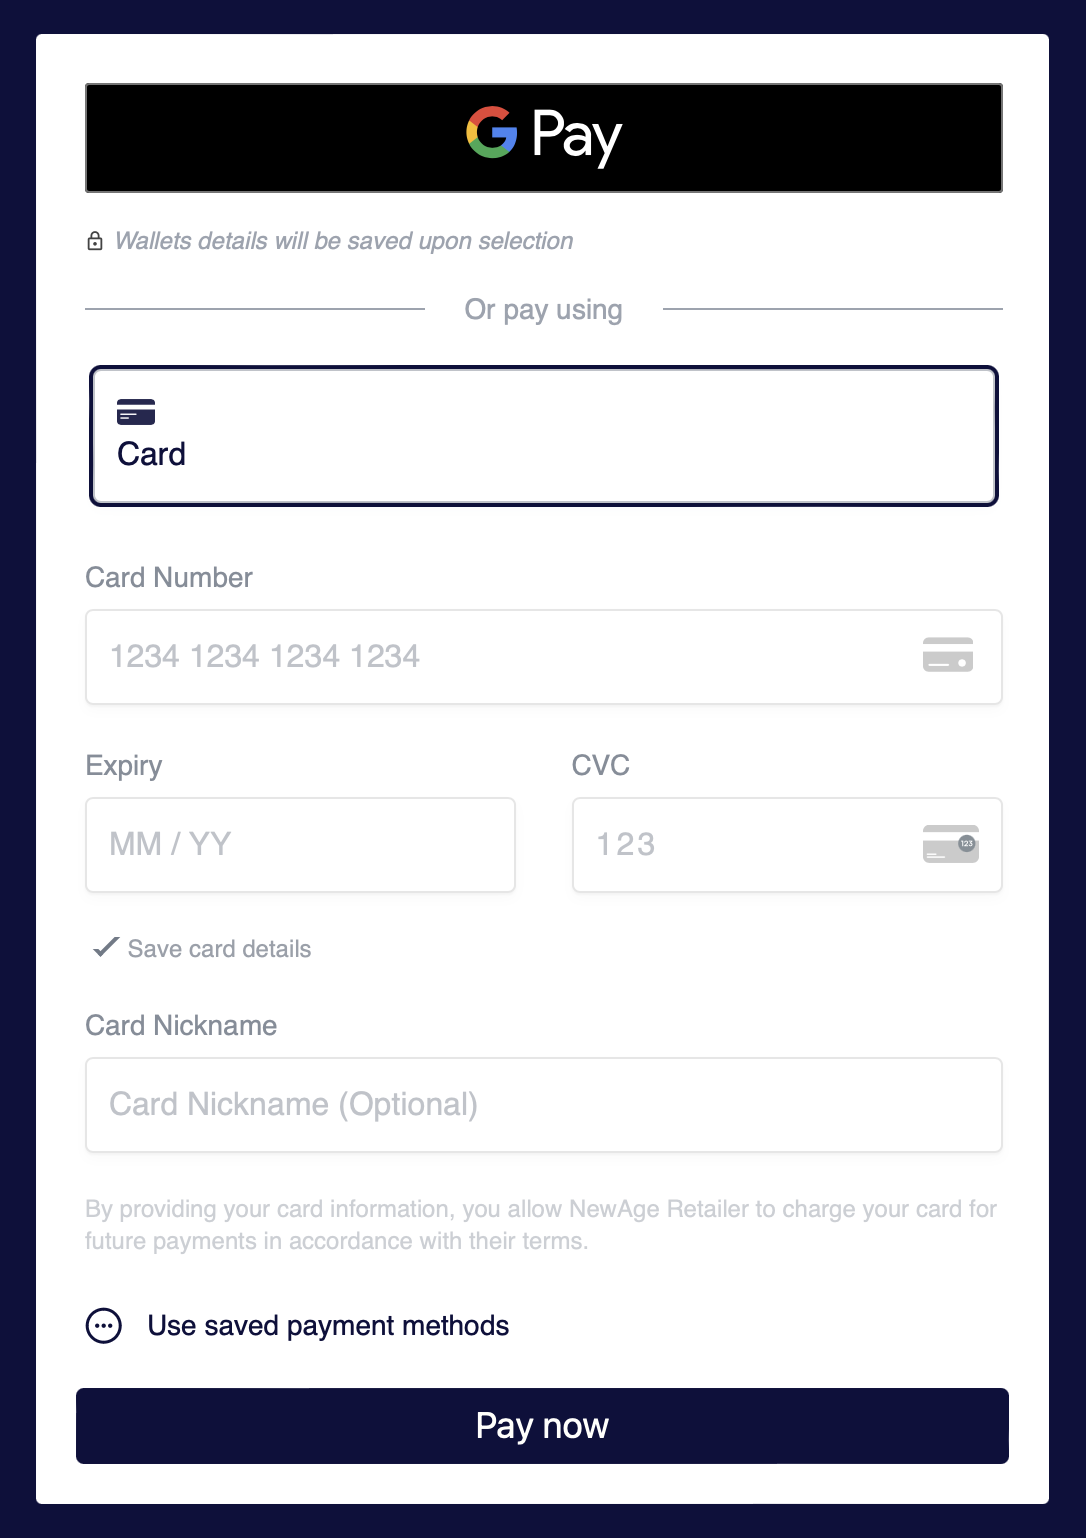 G Pay
Wallets details will be saved upon selection
Or pay using
Card
Card Number
1234 1234 1234 1234
Expiry
CVC
MM / YY
123
123
Save card details
Card Nickname
Card Nickname (Optional)
By providing your card information, you allow NewAge Retailer to charge your card for
future payments in accordance with their terms.
Use saved payment methods
Pay now